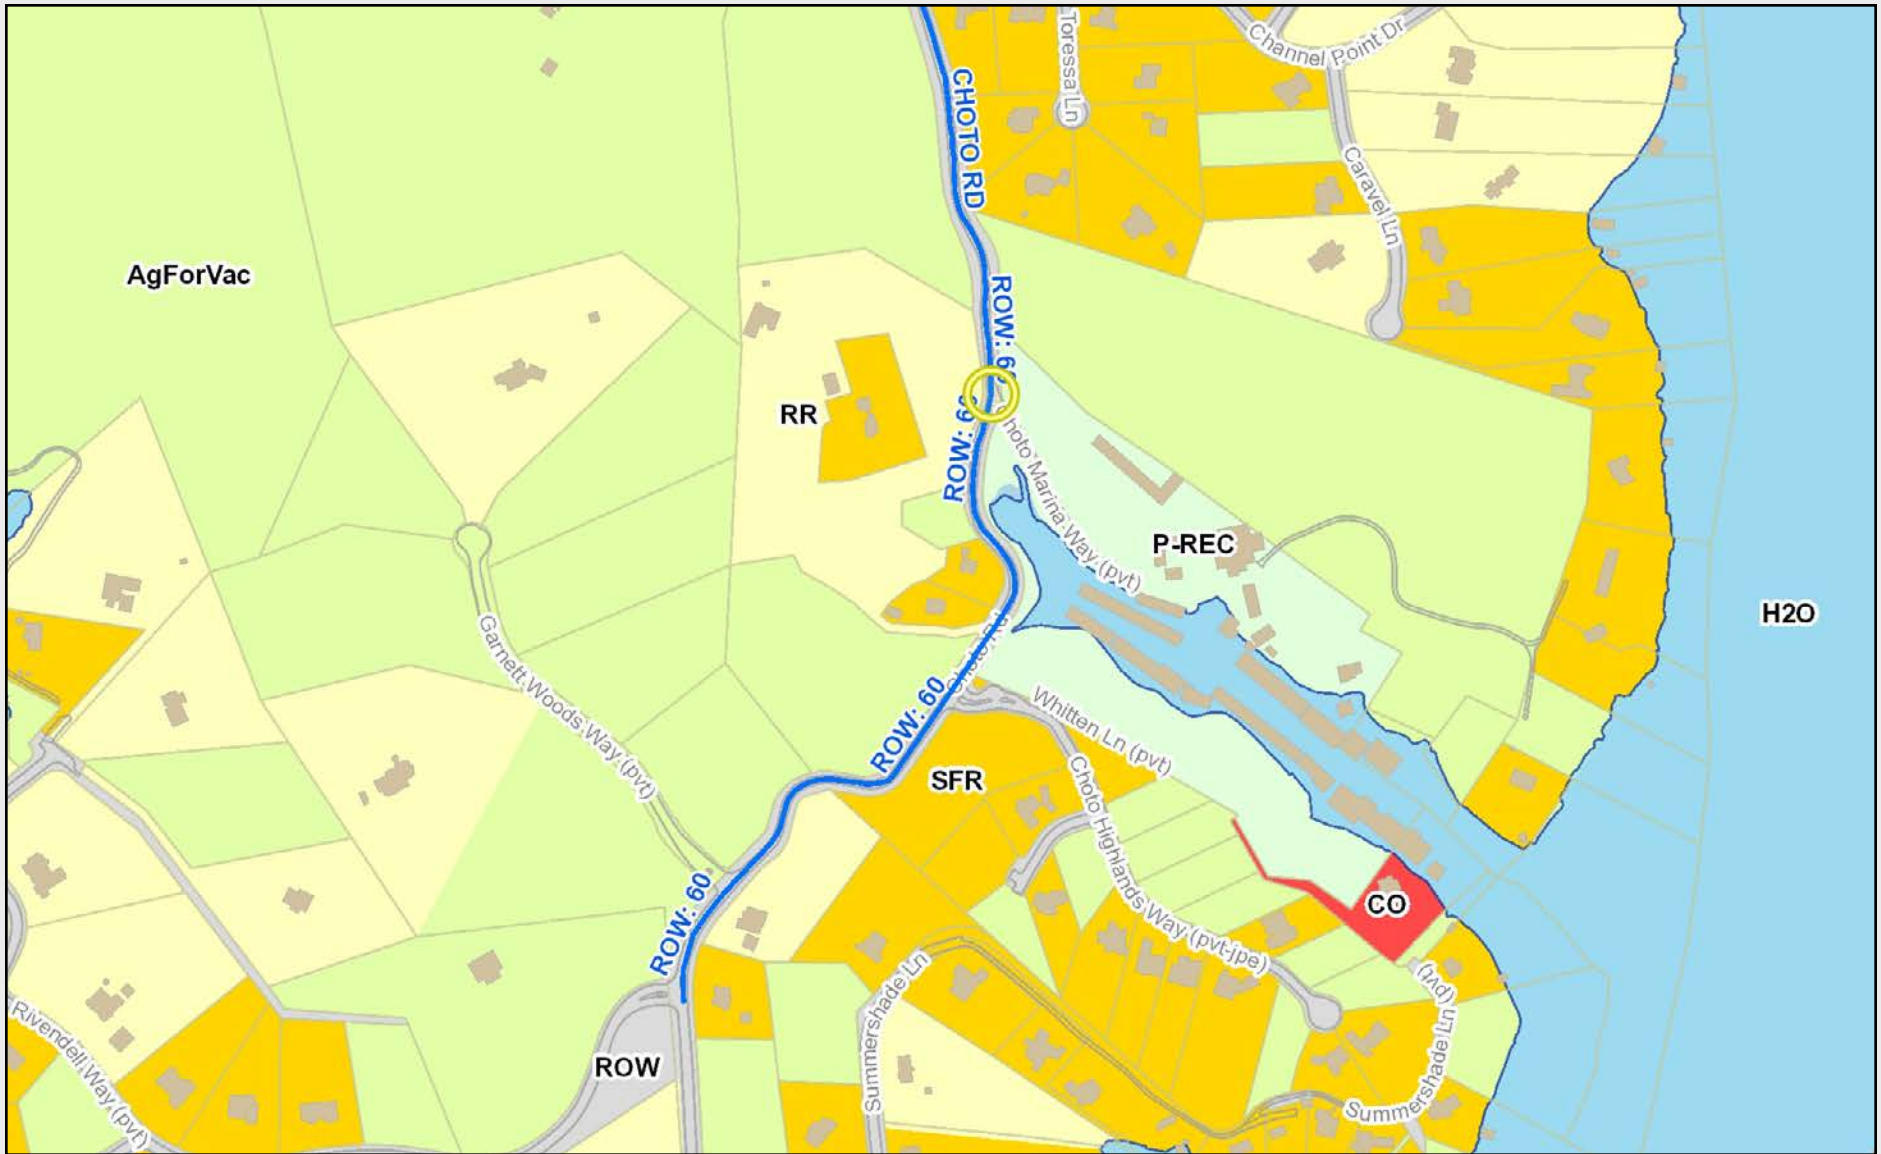 Toressa Ln
Channel Point Dr
CHOTO RD
Caravel Ln
AgForVac
ROW: 60
RR
ROW: 60
Choto Marina Way (pvt)
P-REC
H2O
Garnett Woods Way (pvt)
Choto Rd
ROW: 60
Whitten Ln (pvt)
SFR
Choto Highlands Way (pvt-jpe)
CO
ROW: 60
Summershade Ln
Summershade Ln (pvt)
Rivendell Way (pvt)
ROW